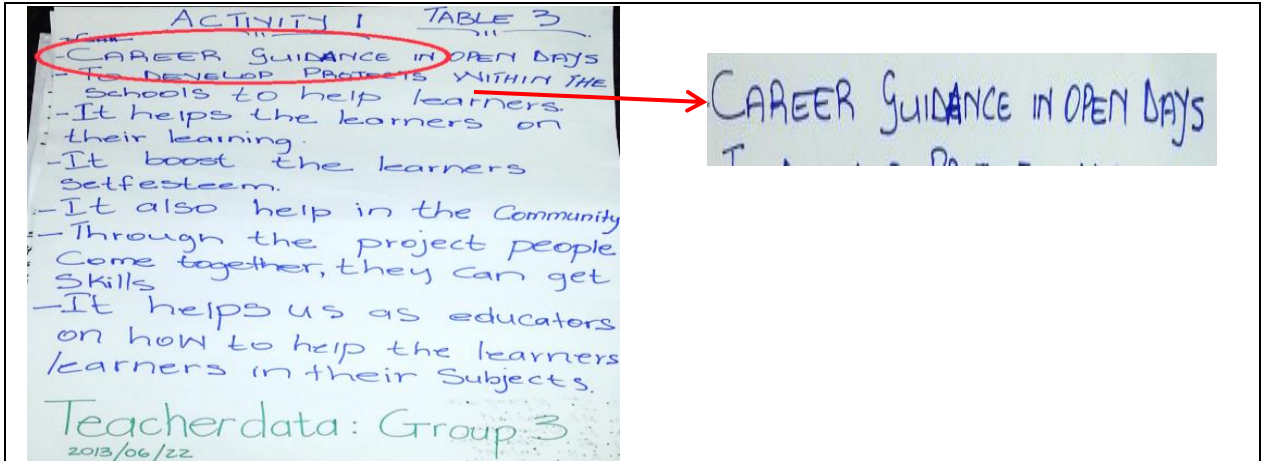 ACTIVITY 1 TABLE 3
- CAREER GUIDANCE IN OPEN DAYS
- TO DEVELOP PROTECTS WITHIN THE
schools to help learners.
- It helps the learners on
their learning.
- It boost the learners
setfesteem.
- It also help in the Community
- Through the project people
Come together, they can get
Skills
- It helps us as educators
on how to help the learners
learners in their Subjects.
Teacherdata: Group 3
2013/06/22
CAREER GUIDANCE IN OPEN DAYS